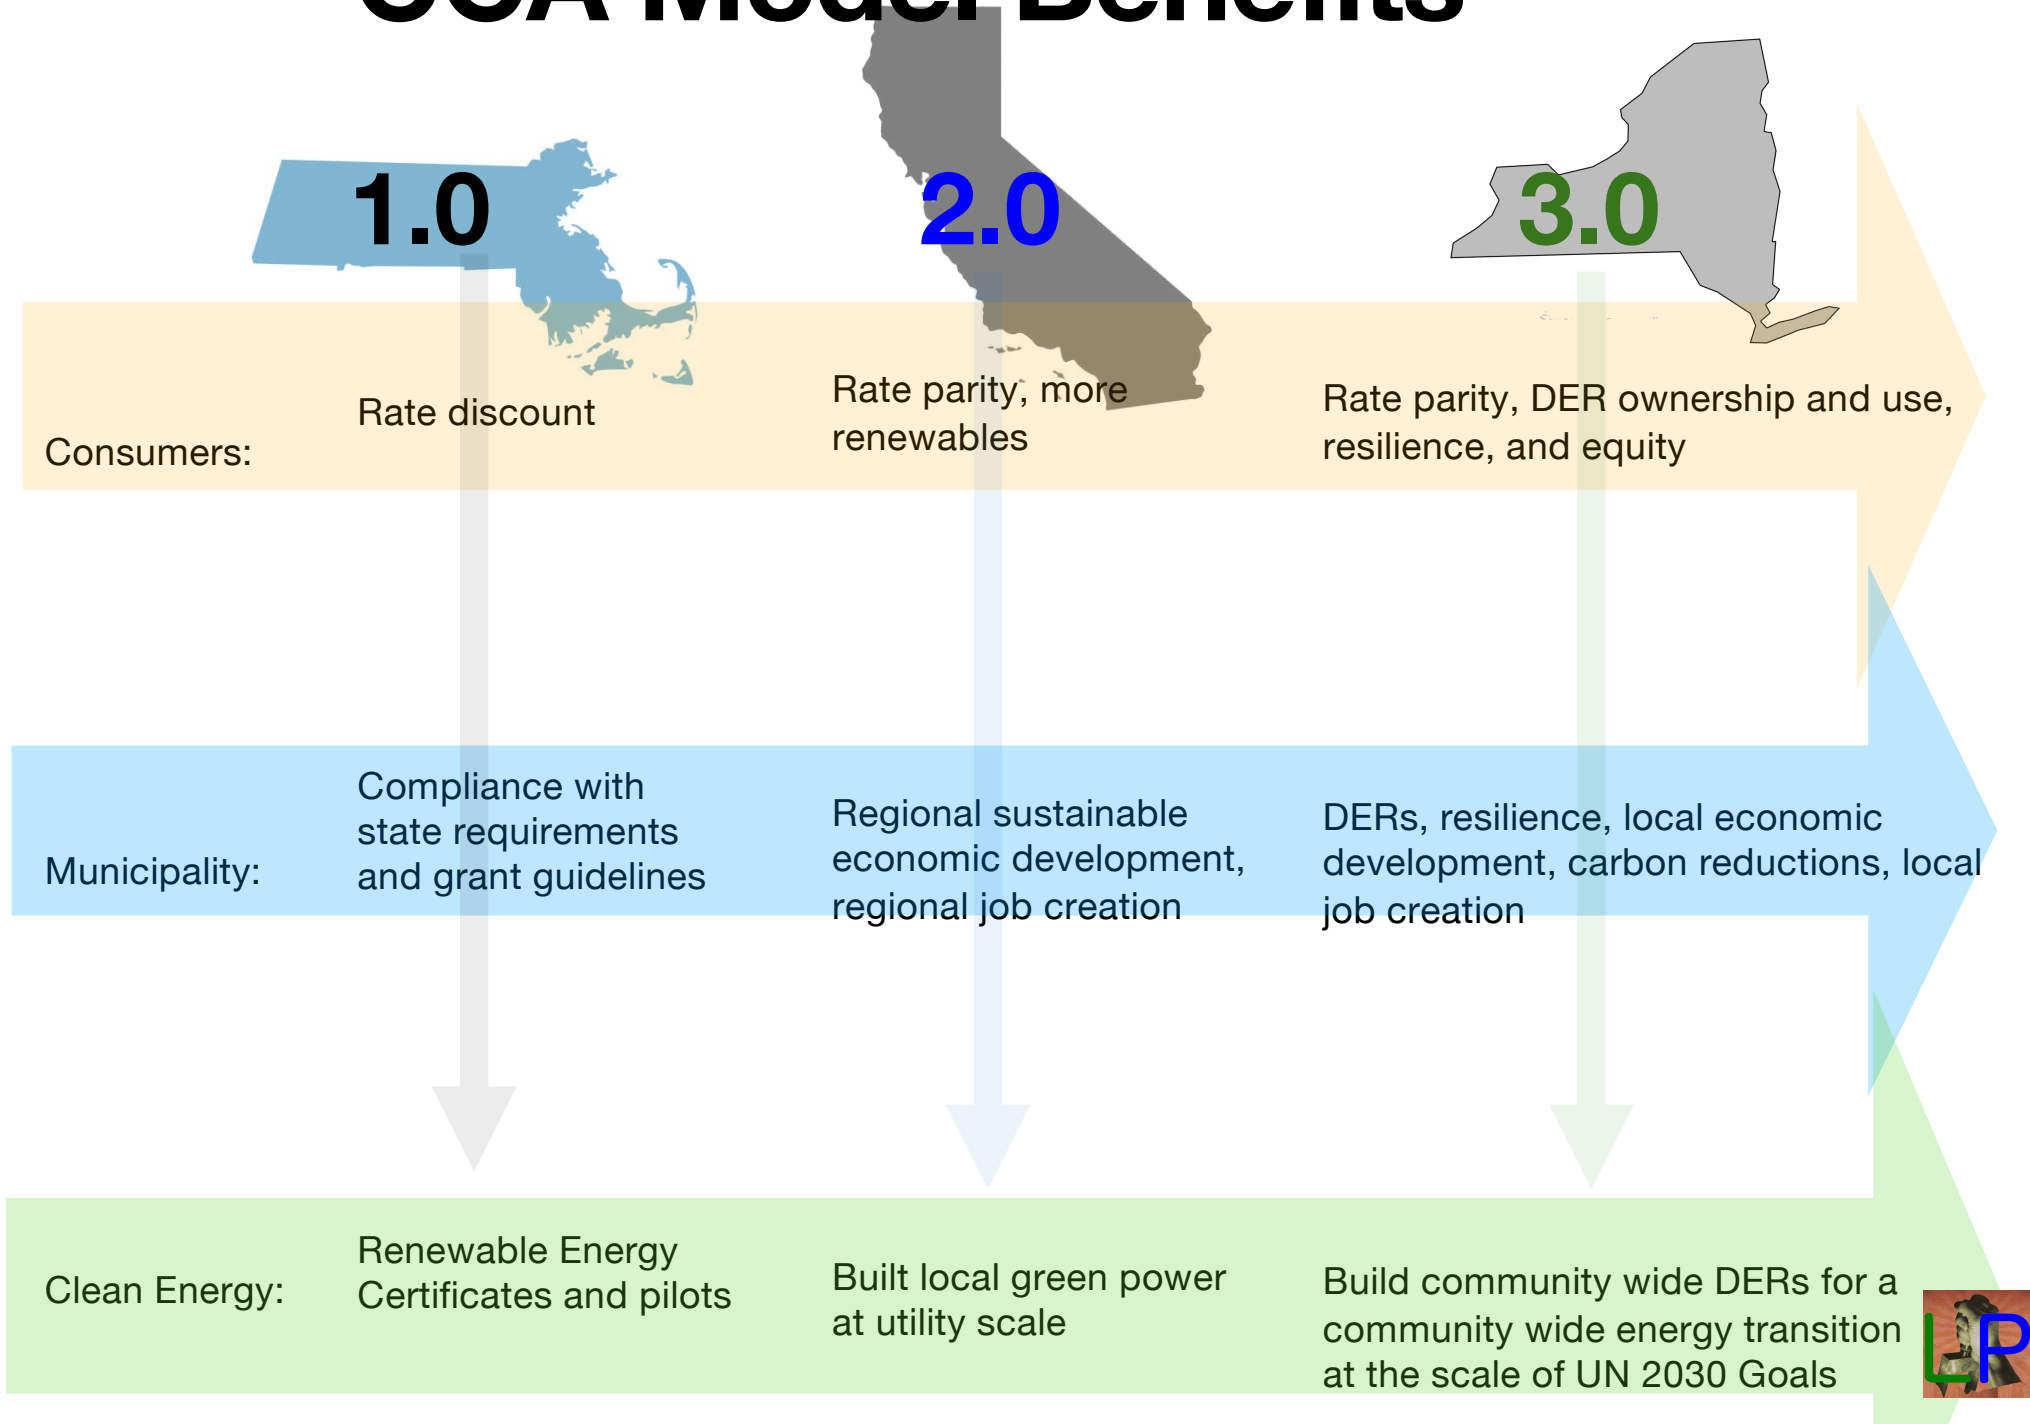 CCA Model Benefits
1.0
2.0
3.0
Consumers:
Rate discount
Rate parity, more
renewables
Rate parity, DER ownership and use,
resilience, and equity
Municipality:
Compliance with
state requirements
and grant guidelines
Regional sustainable
economic development,
regional job creation
DERs, resilience, local economic
development, carbon reductions, local
job creation
Clean Energy:
Renewable Energy
Certificates and pilots
Built local green power
at utility scale
Build community wide DERs for a
community wide energy transition
at the scale of UN 2030 Goals
LP